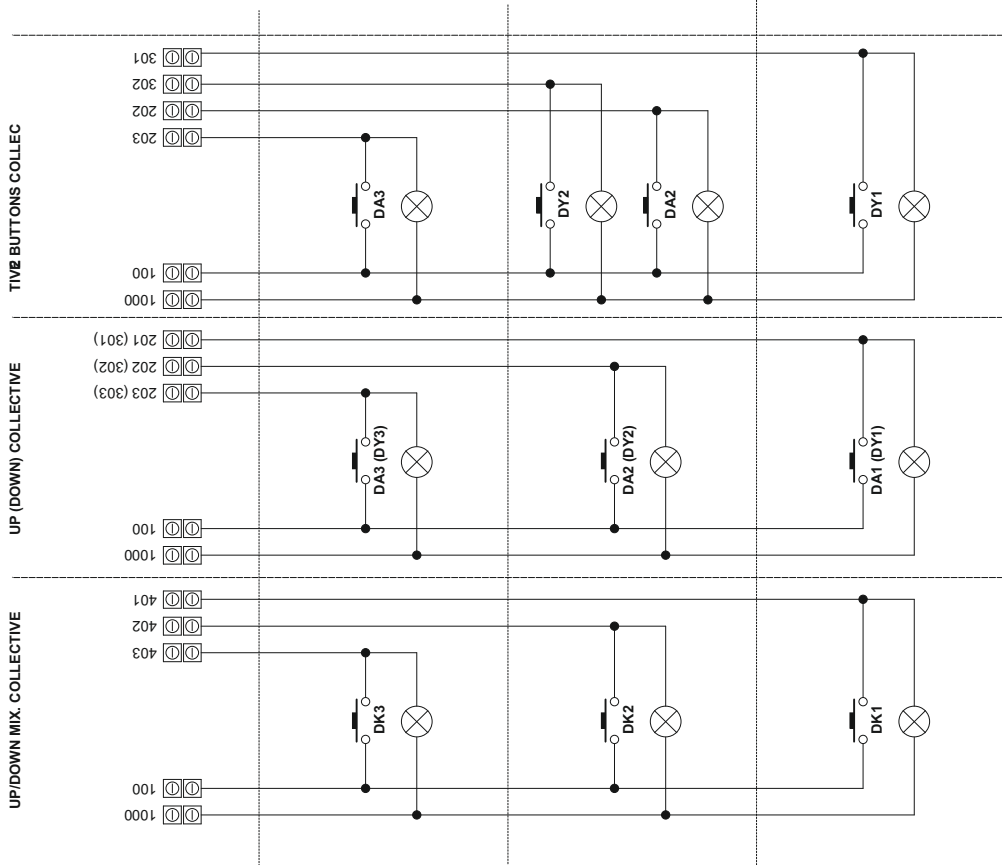 TIVE 2 BUTTONS COLLEC
301
302
202
203
DA3
DY2
DA2
DY1
100
1000
UP (DOWN) COLLECTIVE
201 (301)
202 (302)
203 (303)
DA3 (DY3)
DA2 (DY2)
DA1 (DY1)
100
1000
UP/DOWN MIX. COLLECTIVE
401
402
403
DK3
DK2
DK1
100
1000